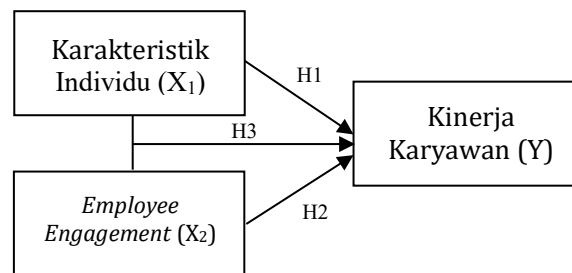 Karakteristik
Individu (X₁)
H1
Kinerja
Karyawan (Y)
H3
Employee
Engagement (X₂)
H2